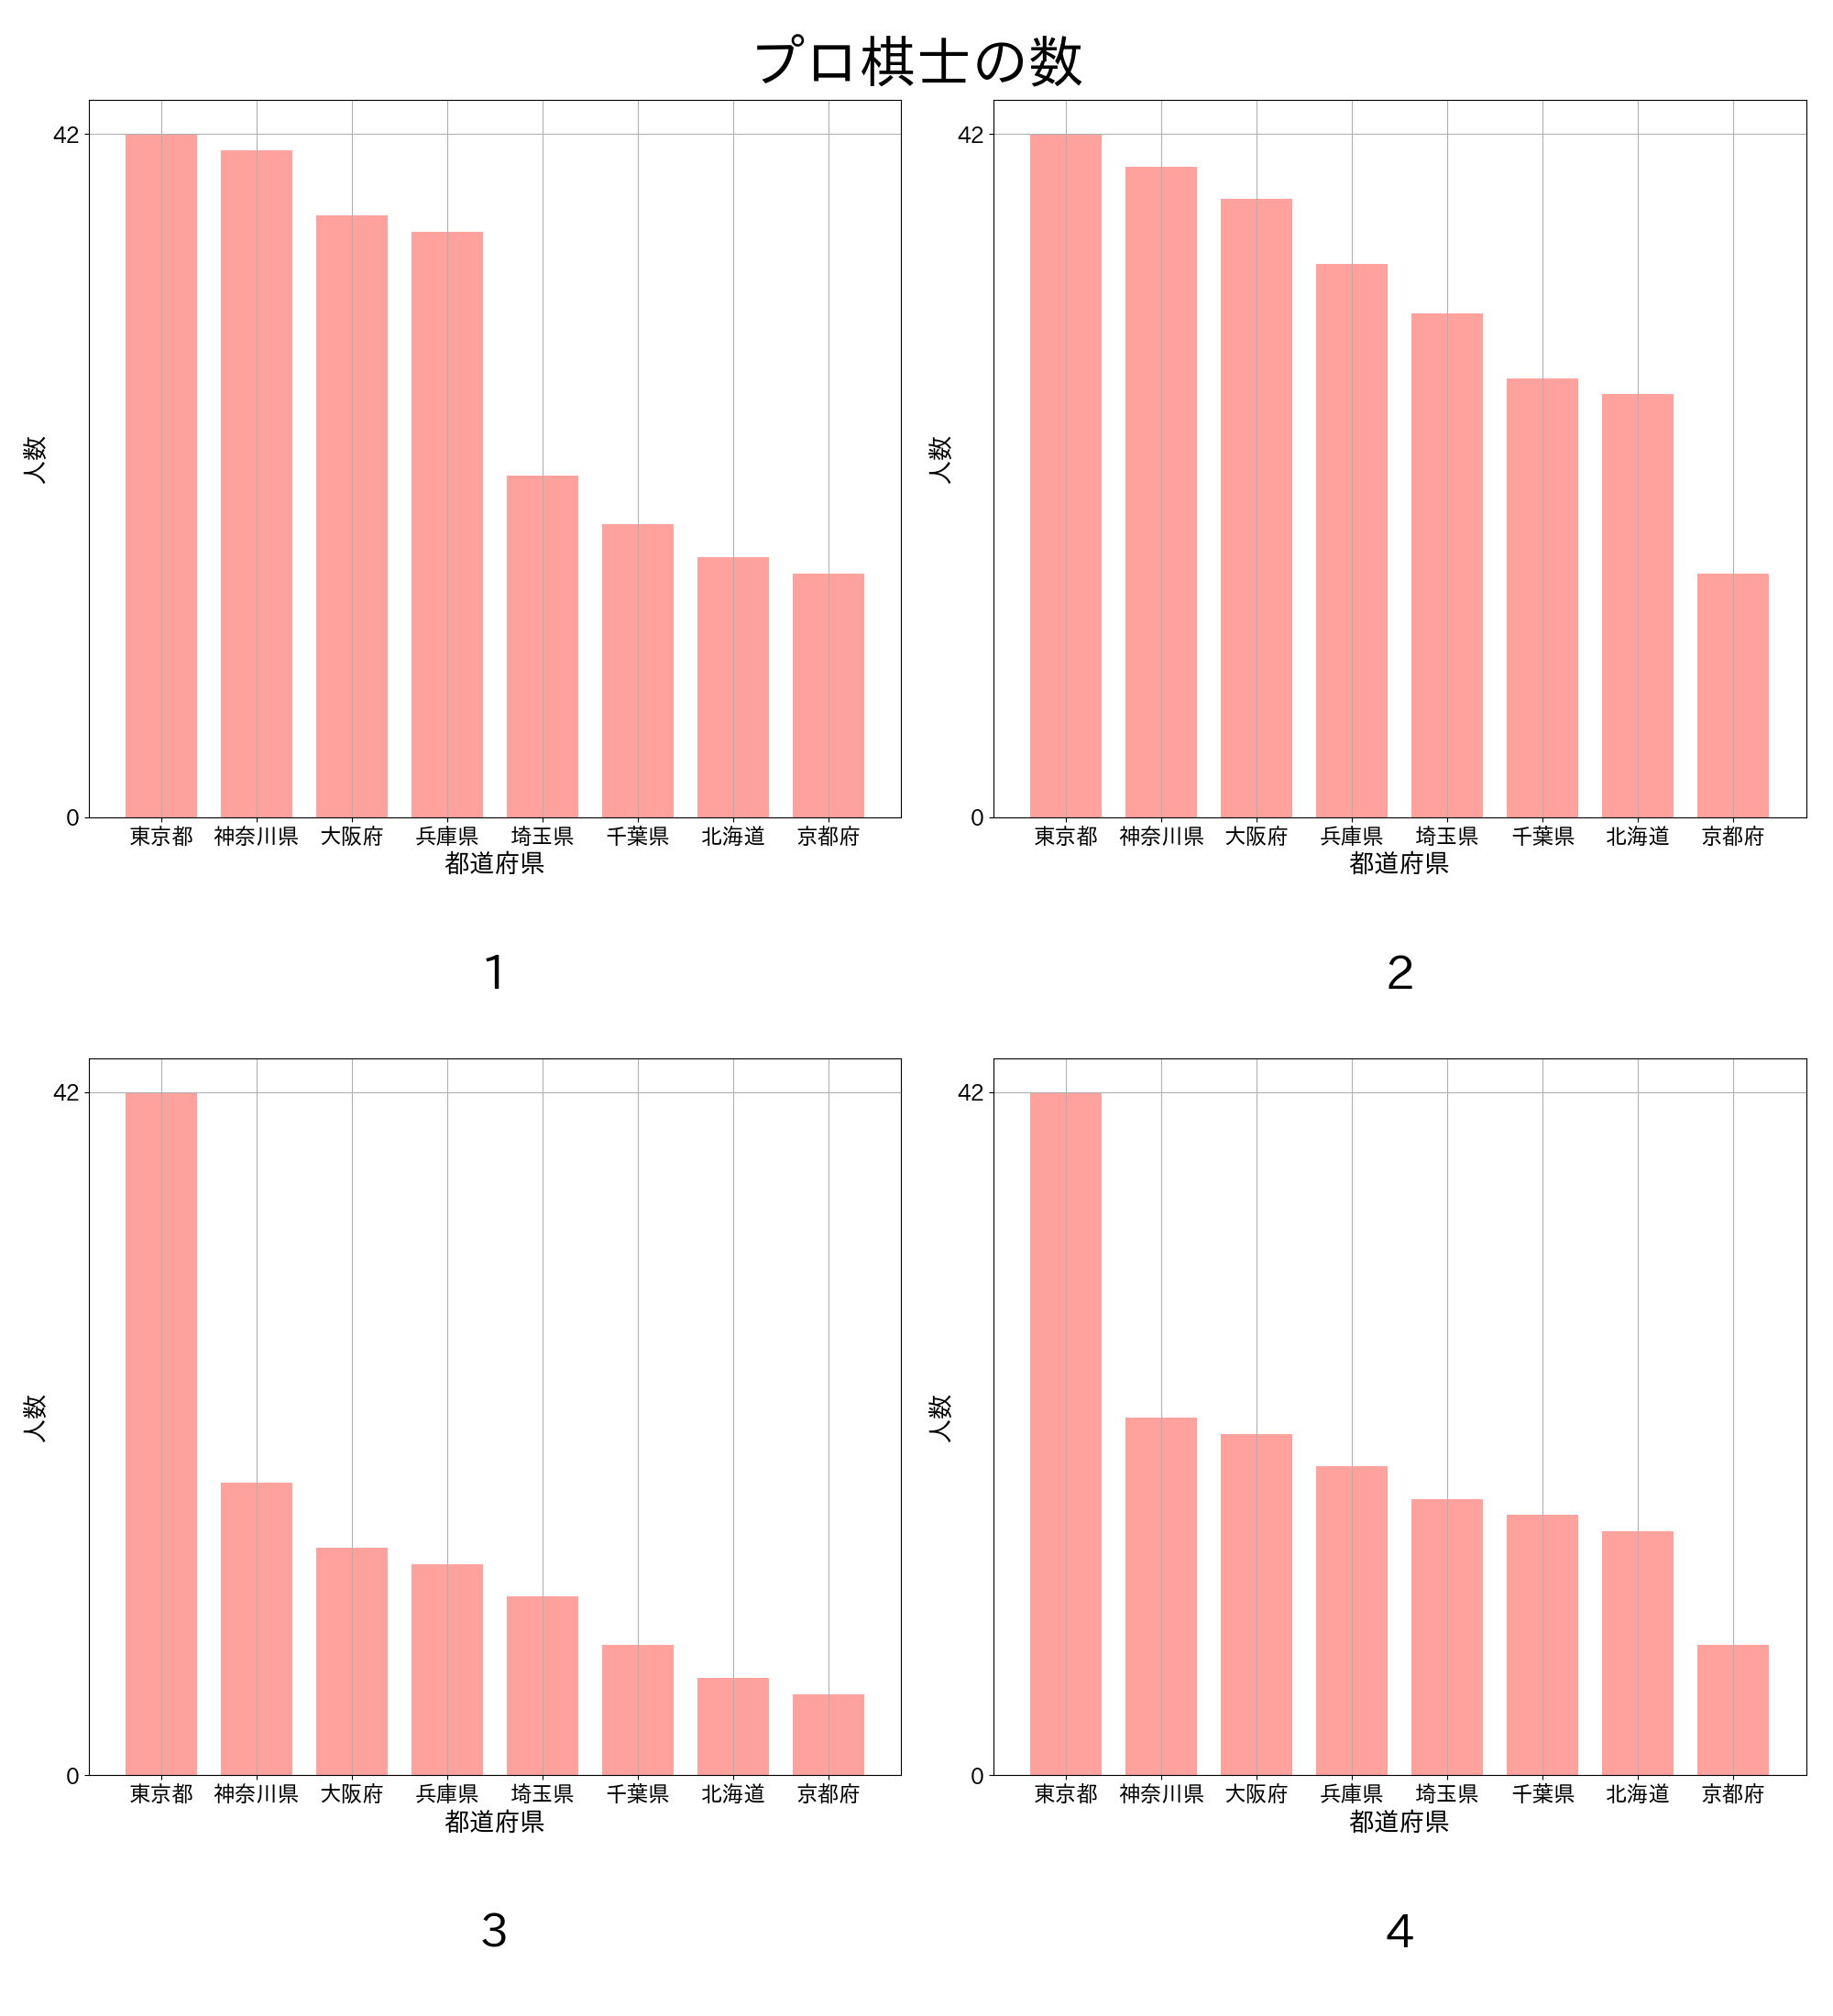 プロ棋士の数
42
0
人数
東京都 神奈川県 大阪府 兵庫県 埼玉県 千葉県 北海道 京都府
都道府県
1
42
0
人数
東京都 神奈川県 大阪府 兵庫県 埼玉県 千葉県 北海道 京都府
都道府県
2
42
0
人数
東京都 神奈川県 大阪府 兵庫県 埼玉県 千葉県 北海道 京都府
都道府県
3
42
0
人数
東京都 神奈川県 大阪府 兵庫県 埼玉県 千葉県 北海道 京都府
都道府県
4